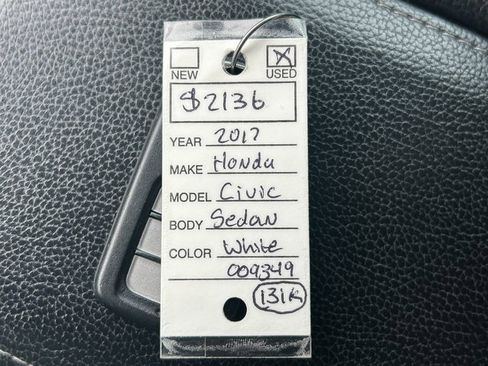 NEW USED
$2136
YEAR 2017
MAKE Honda
MODEL Civic
BODY Sedan
COLOR White
009349
131K